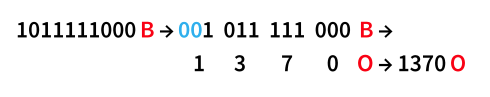 1011111000 B → 001 011 111 000 B →
1 3 7 0 O → 1370 O